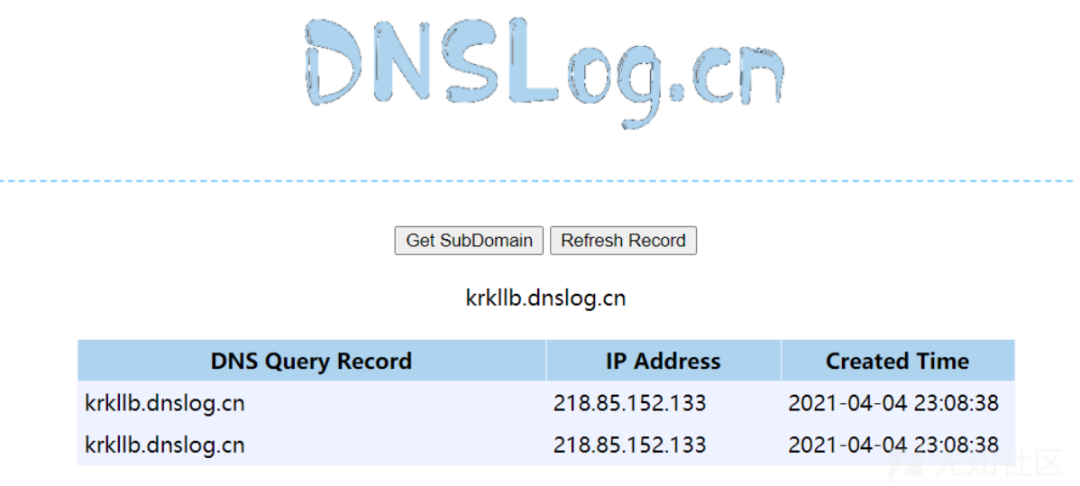 DNSLog.cn
Get SubDomain Refresh Record
krkllb.dnslog.cn
DNS Query Record IP Address Created Time
krkllb.dnslog.cn 218.85.152.133 2021-04-04 23:08:38
krkllb.dnslog.cn 218.85.152.133 2021-04-04 23:08:38
先知社区